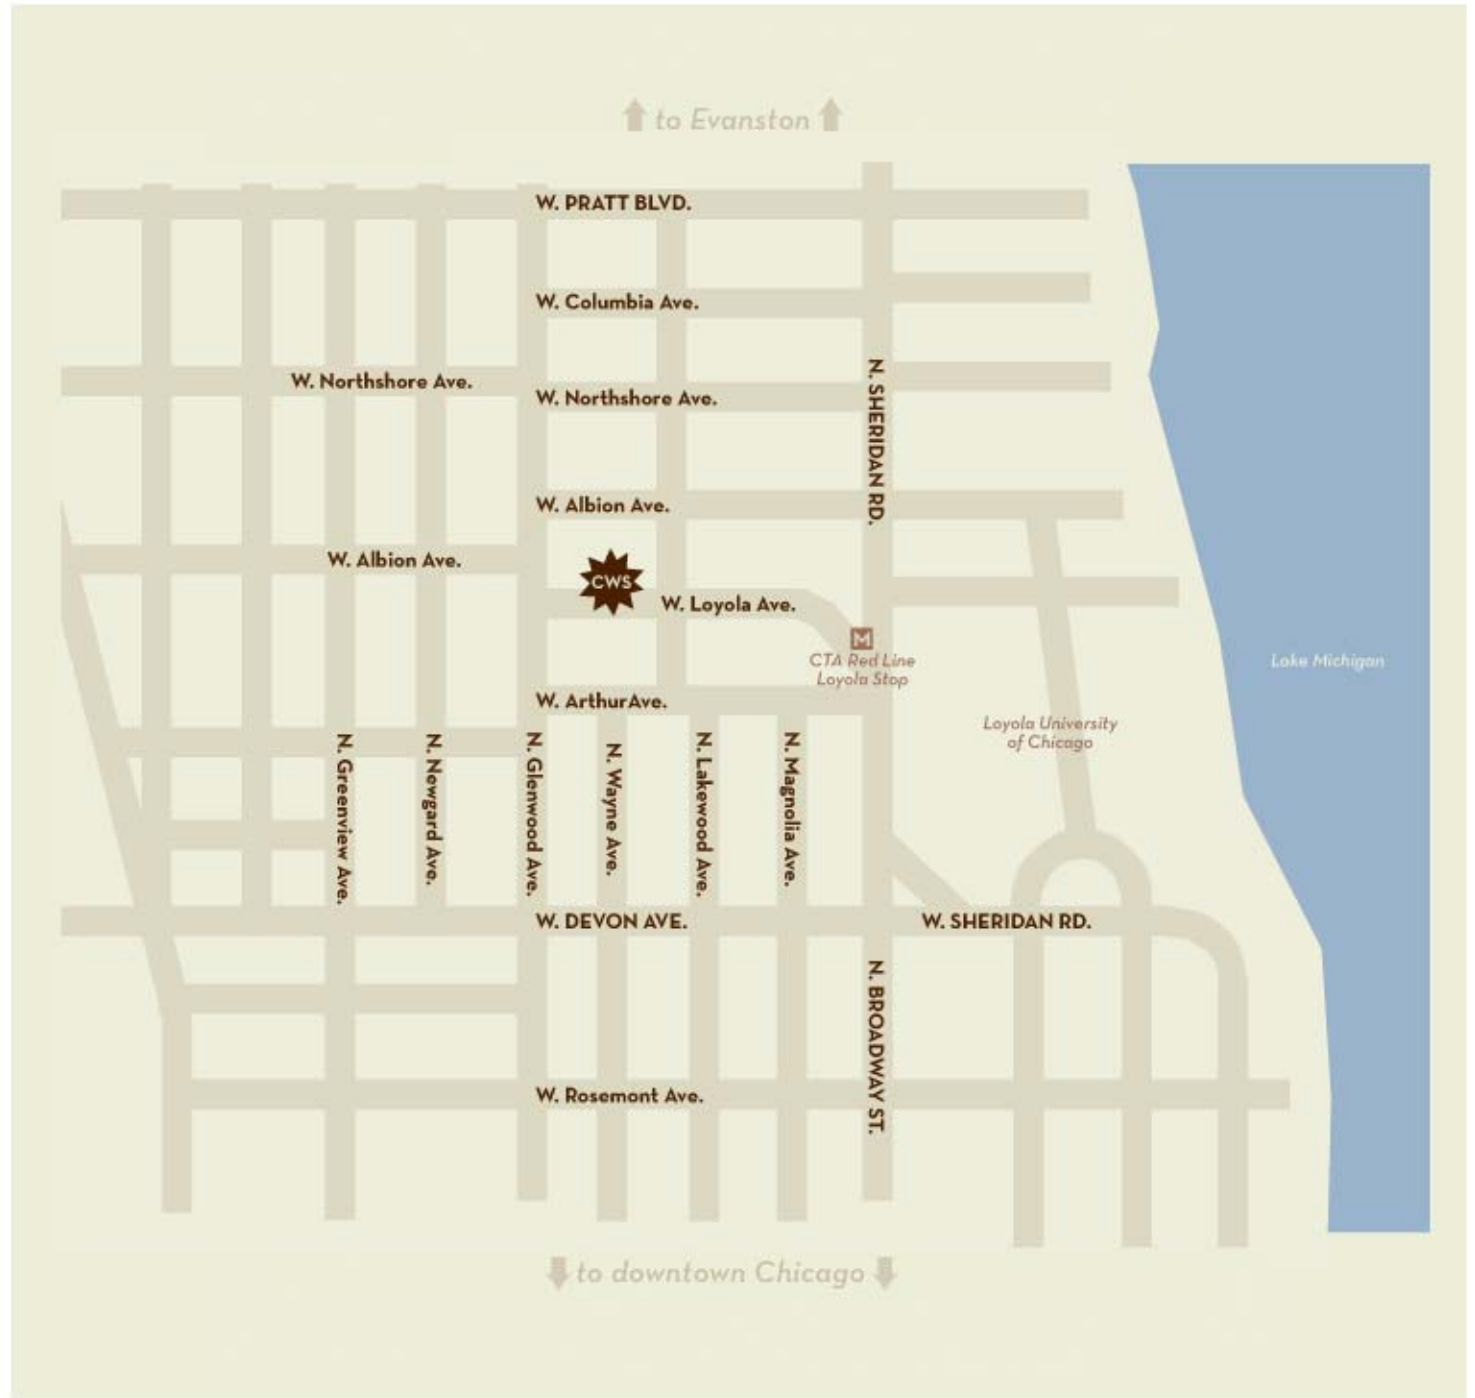 to Evanston
W. PRATT BLVD.
W. Columbia Ave.
W. Northshore Ave.
W. Northshore Ave.
N. SHERIDAN RD.
W. Albion Ave.
W. Albion Ave.
CWS
W. Loyola Ave.
M
CTA Red Line
Loyola Stop
Lake Michigan
W. ArthurAve.
Loyola University
of Chicago
N. Greenview Ave.
N. Newgard Ave.
N. Glenwood Ave.
N. Wayne Ave.
N. Lakewood Ave.
N. Magnolia Ave.
W. DEVON AVE.
W. SHERIDAN RD.
N. BROADWAY ST.
W. Rosemont Ave.
to downtown Chicago